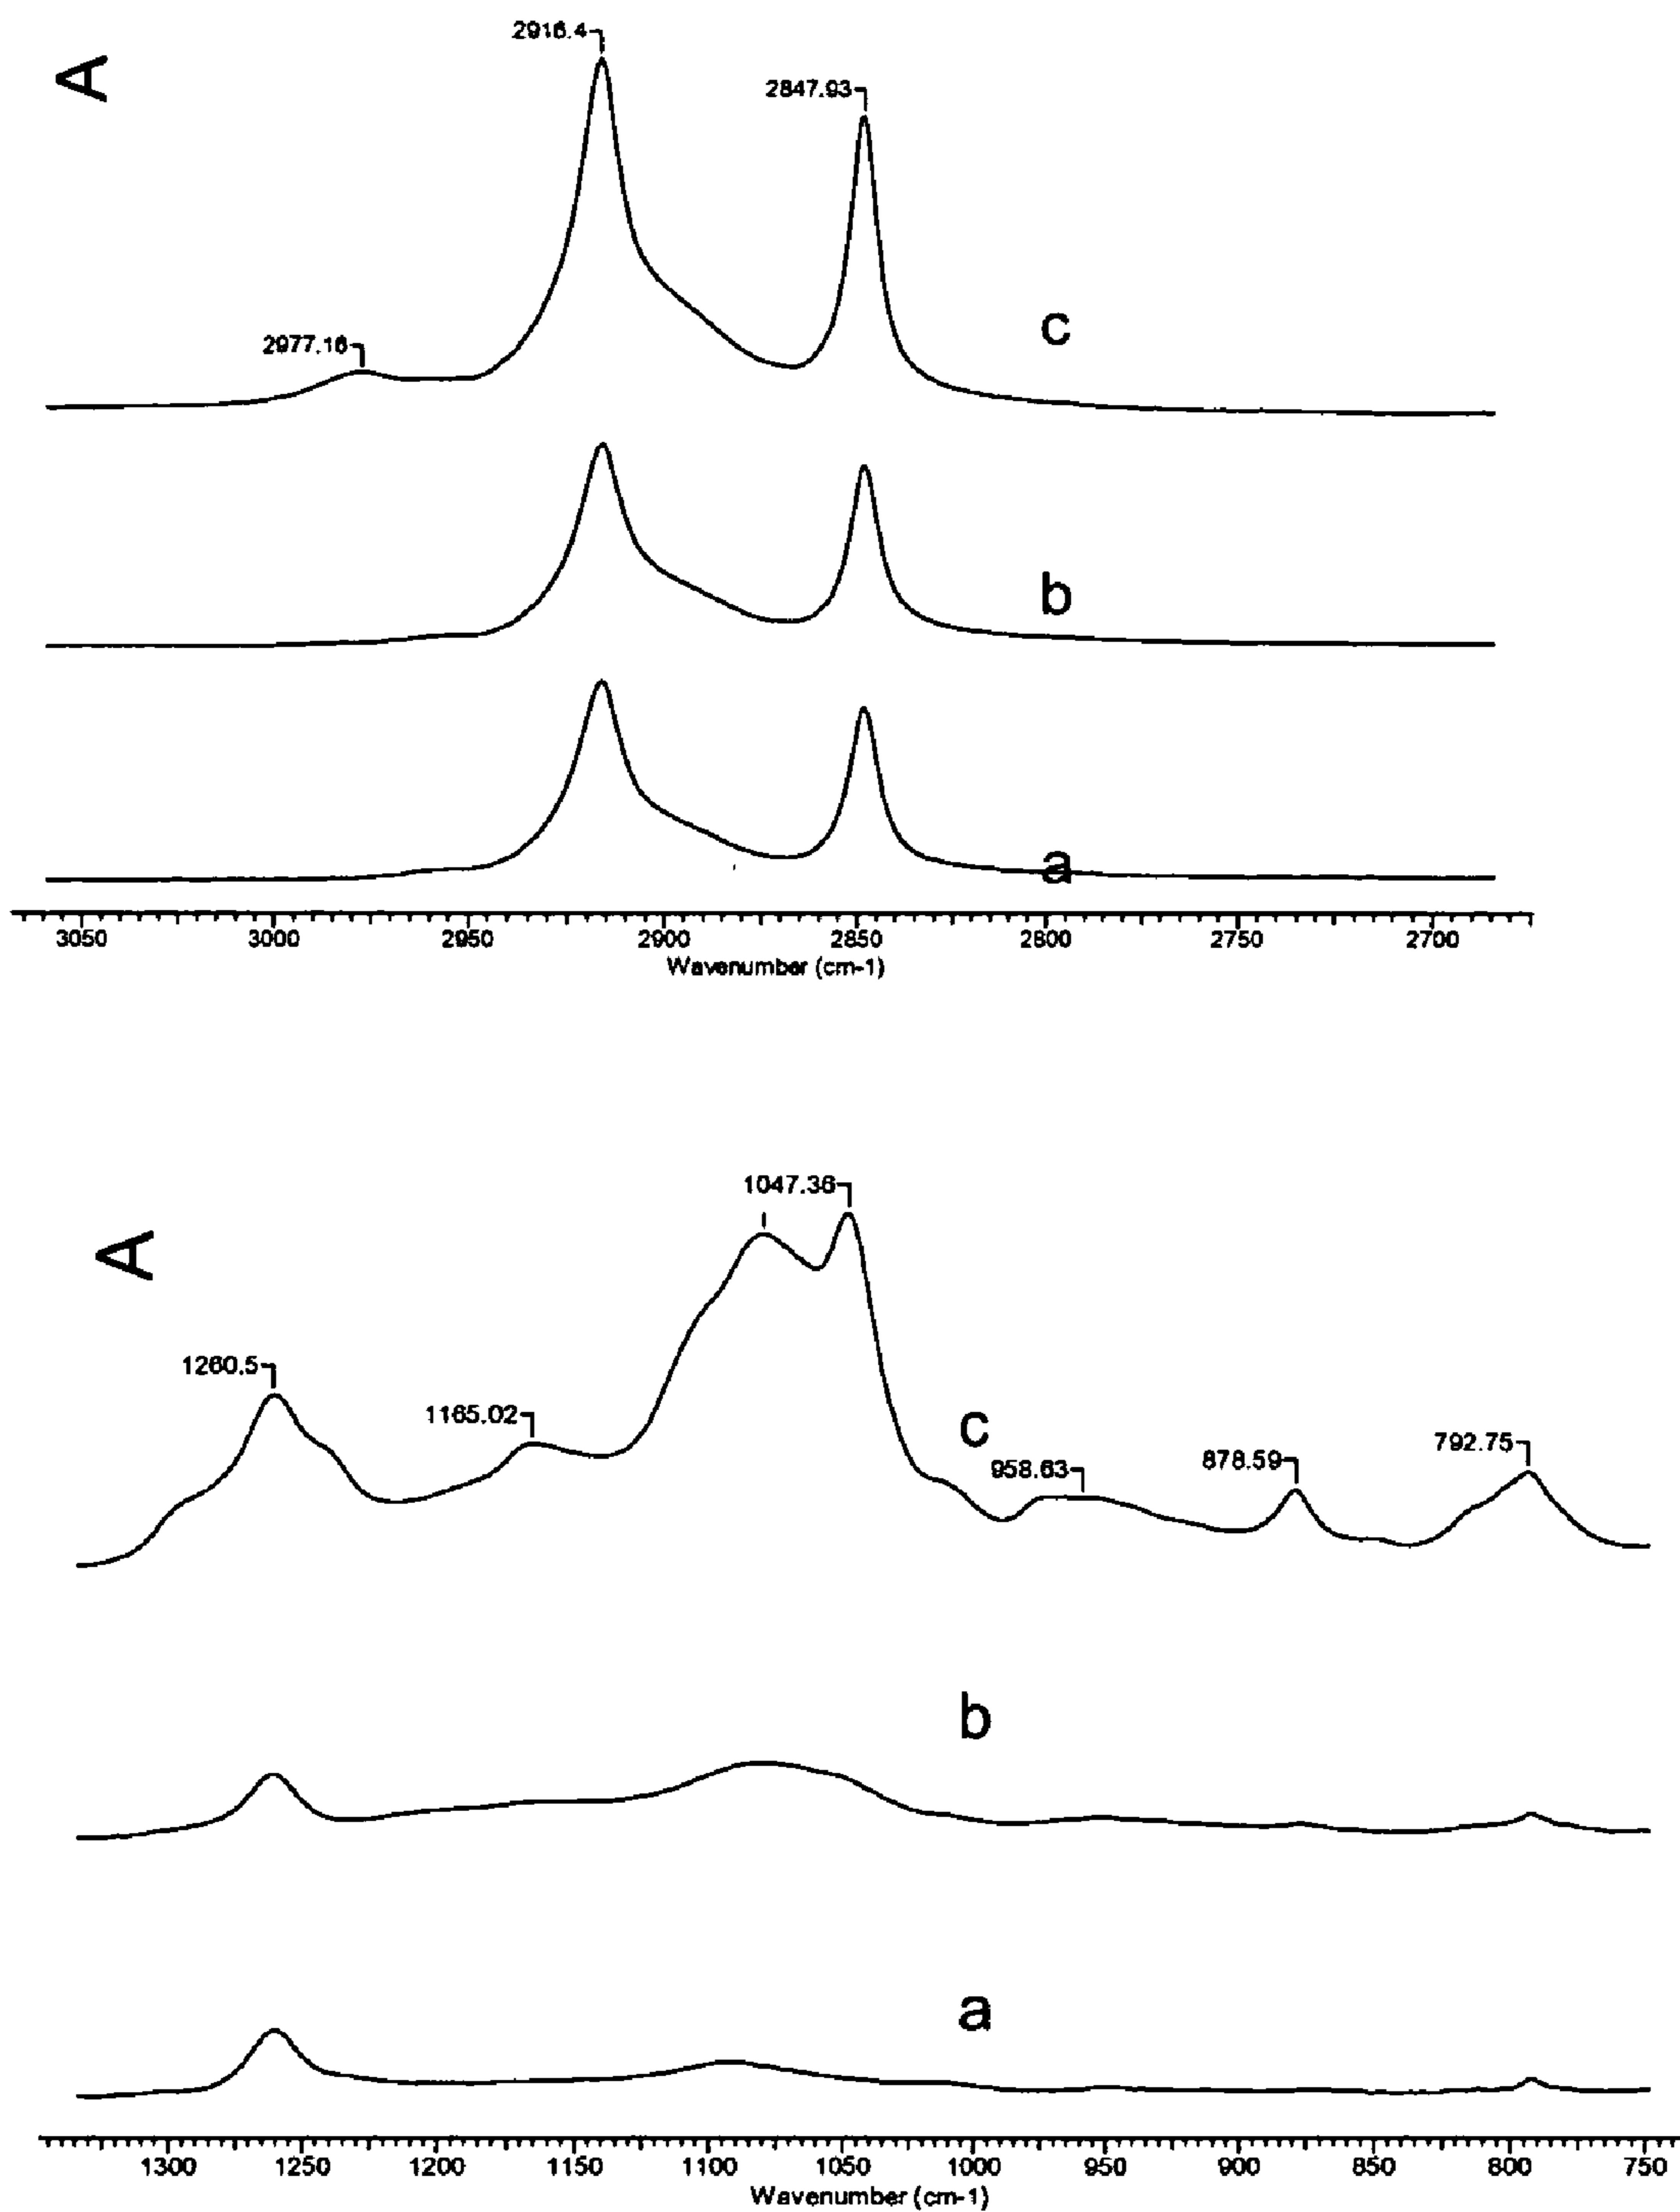 A
2916.4
2847.93
2977.16
c
b
a
3050 3000 2950 2900 2850 2800 2750 2700
Wavenumber (cm-1)
A
1047.36
1260.5
1165.02
c
958.63
878.59
792.75
b
a
1300 1250 1200 1150 1100 1050 1000 950 900 850 800 750
Wavenumber (cm-1)